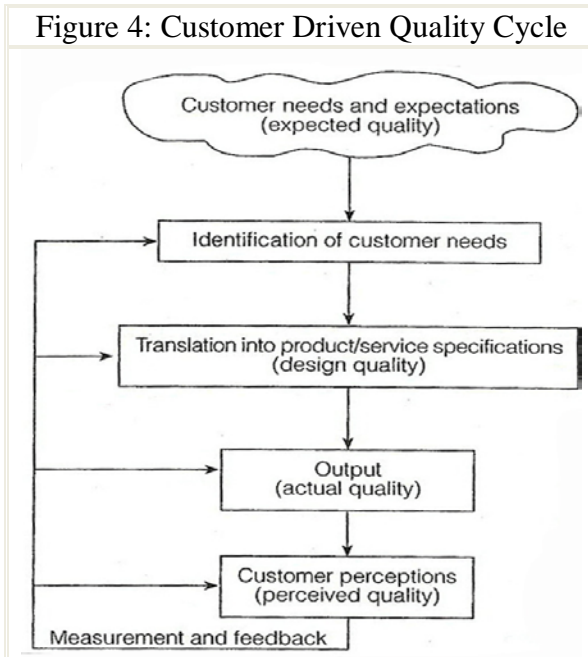 Figure 4: Customer Driven Quality Cycle
Customer needs and expectations
(expected quality)
Identification of customer needs
Translation into product/service specifications
(design quality)
Output
(actual quality)
Customer perceptions
(perceived quality)
Measurement and feedback